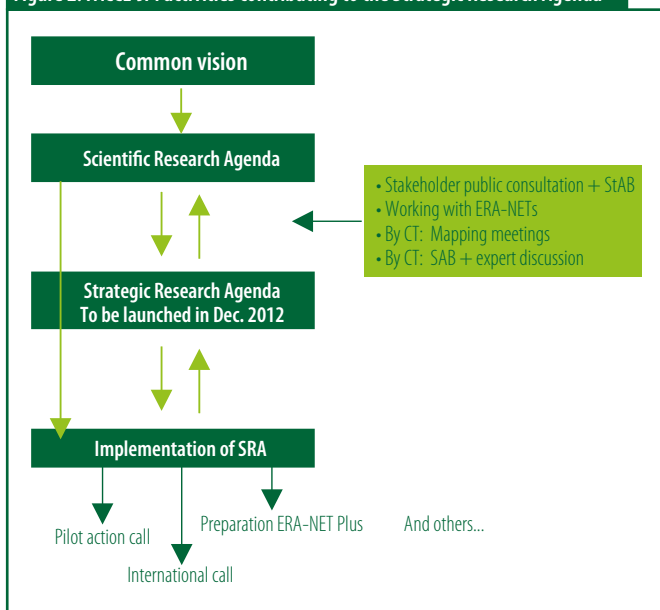 Common vision
Scientific Research Agenda
• Stakeholder public consultation + StAB
• Working with ERA-NETs
• By CT: Mapping meetings
• By CT: SAB + expert discussion
Strategic Research Agenda
To be launched in Dec. 2012
Implementation of SRA
Pilot action call
International call
Preparation ERA-NET Plus
And others...